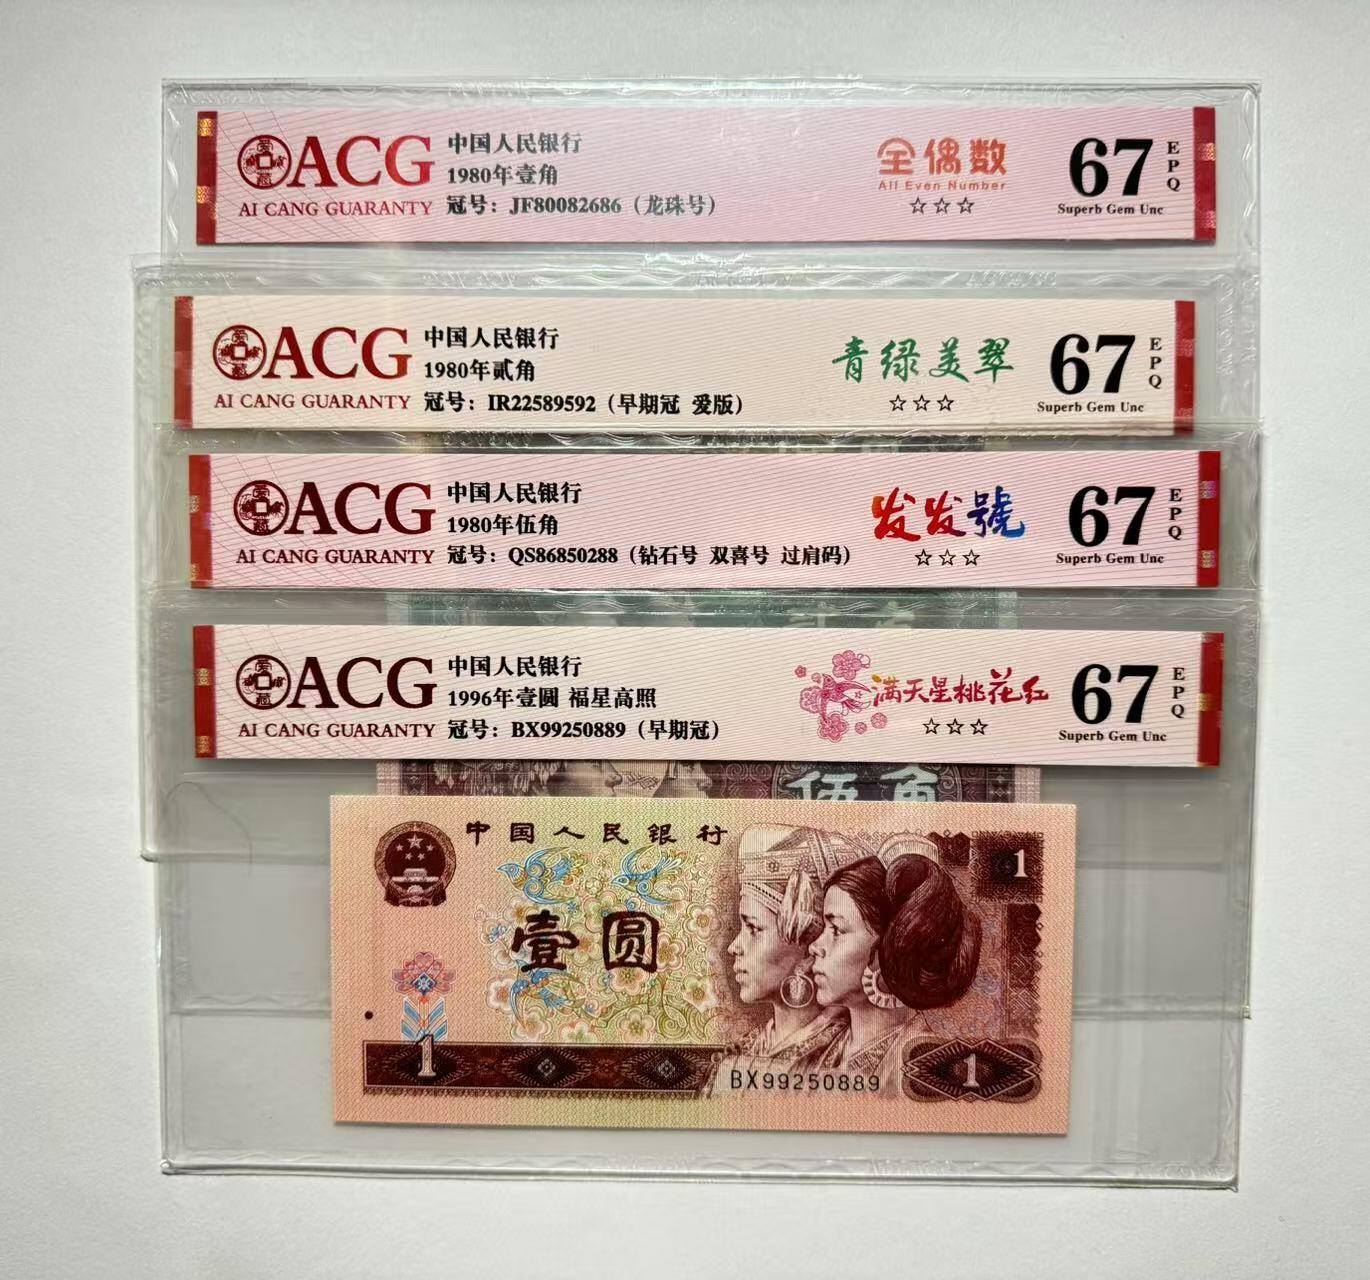 ACG
AI CANG GUARANTY
中国人民银行
1980年壹角
冠号：JF80082686（龙珠号）
全偶数
All Even Number
☆☆☆
67
EPQ
Superb Gem Unc
ACG
AI CANG GUARANTY
中国人民银行
1980年贰角
冠号：IR22589592（早期冠 爱版）
青绿美翠
☆☆☆
67
EPQ
Superb Gem Unc
ACG
AI CANG GUARANTY
中国人民银行
1980年伍角
冠号：QS86850288（钻石号 双喜号 过肩码）
发发號
☆☆☆
67
EPQ
Superb Gem Unc
ACG
AI CANG GUARANTY
中国人民银行
1996年壹圆 福星高照
冠号：BX99250889（早期冠）
满天星桃花红
☆☆☆
67
EPQ
Superb Gem Unc
伍角
中国人民银行
1
壹圆
1
BX99250889
1